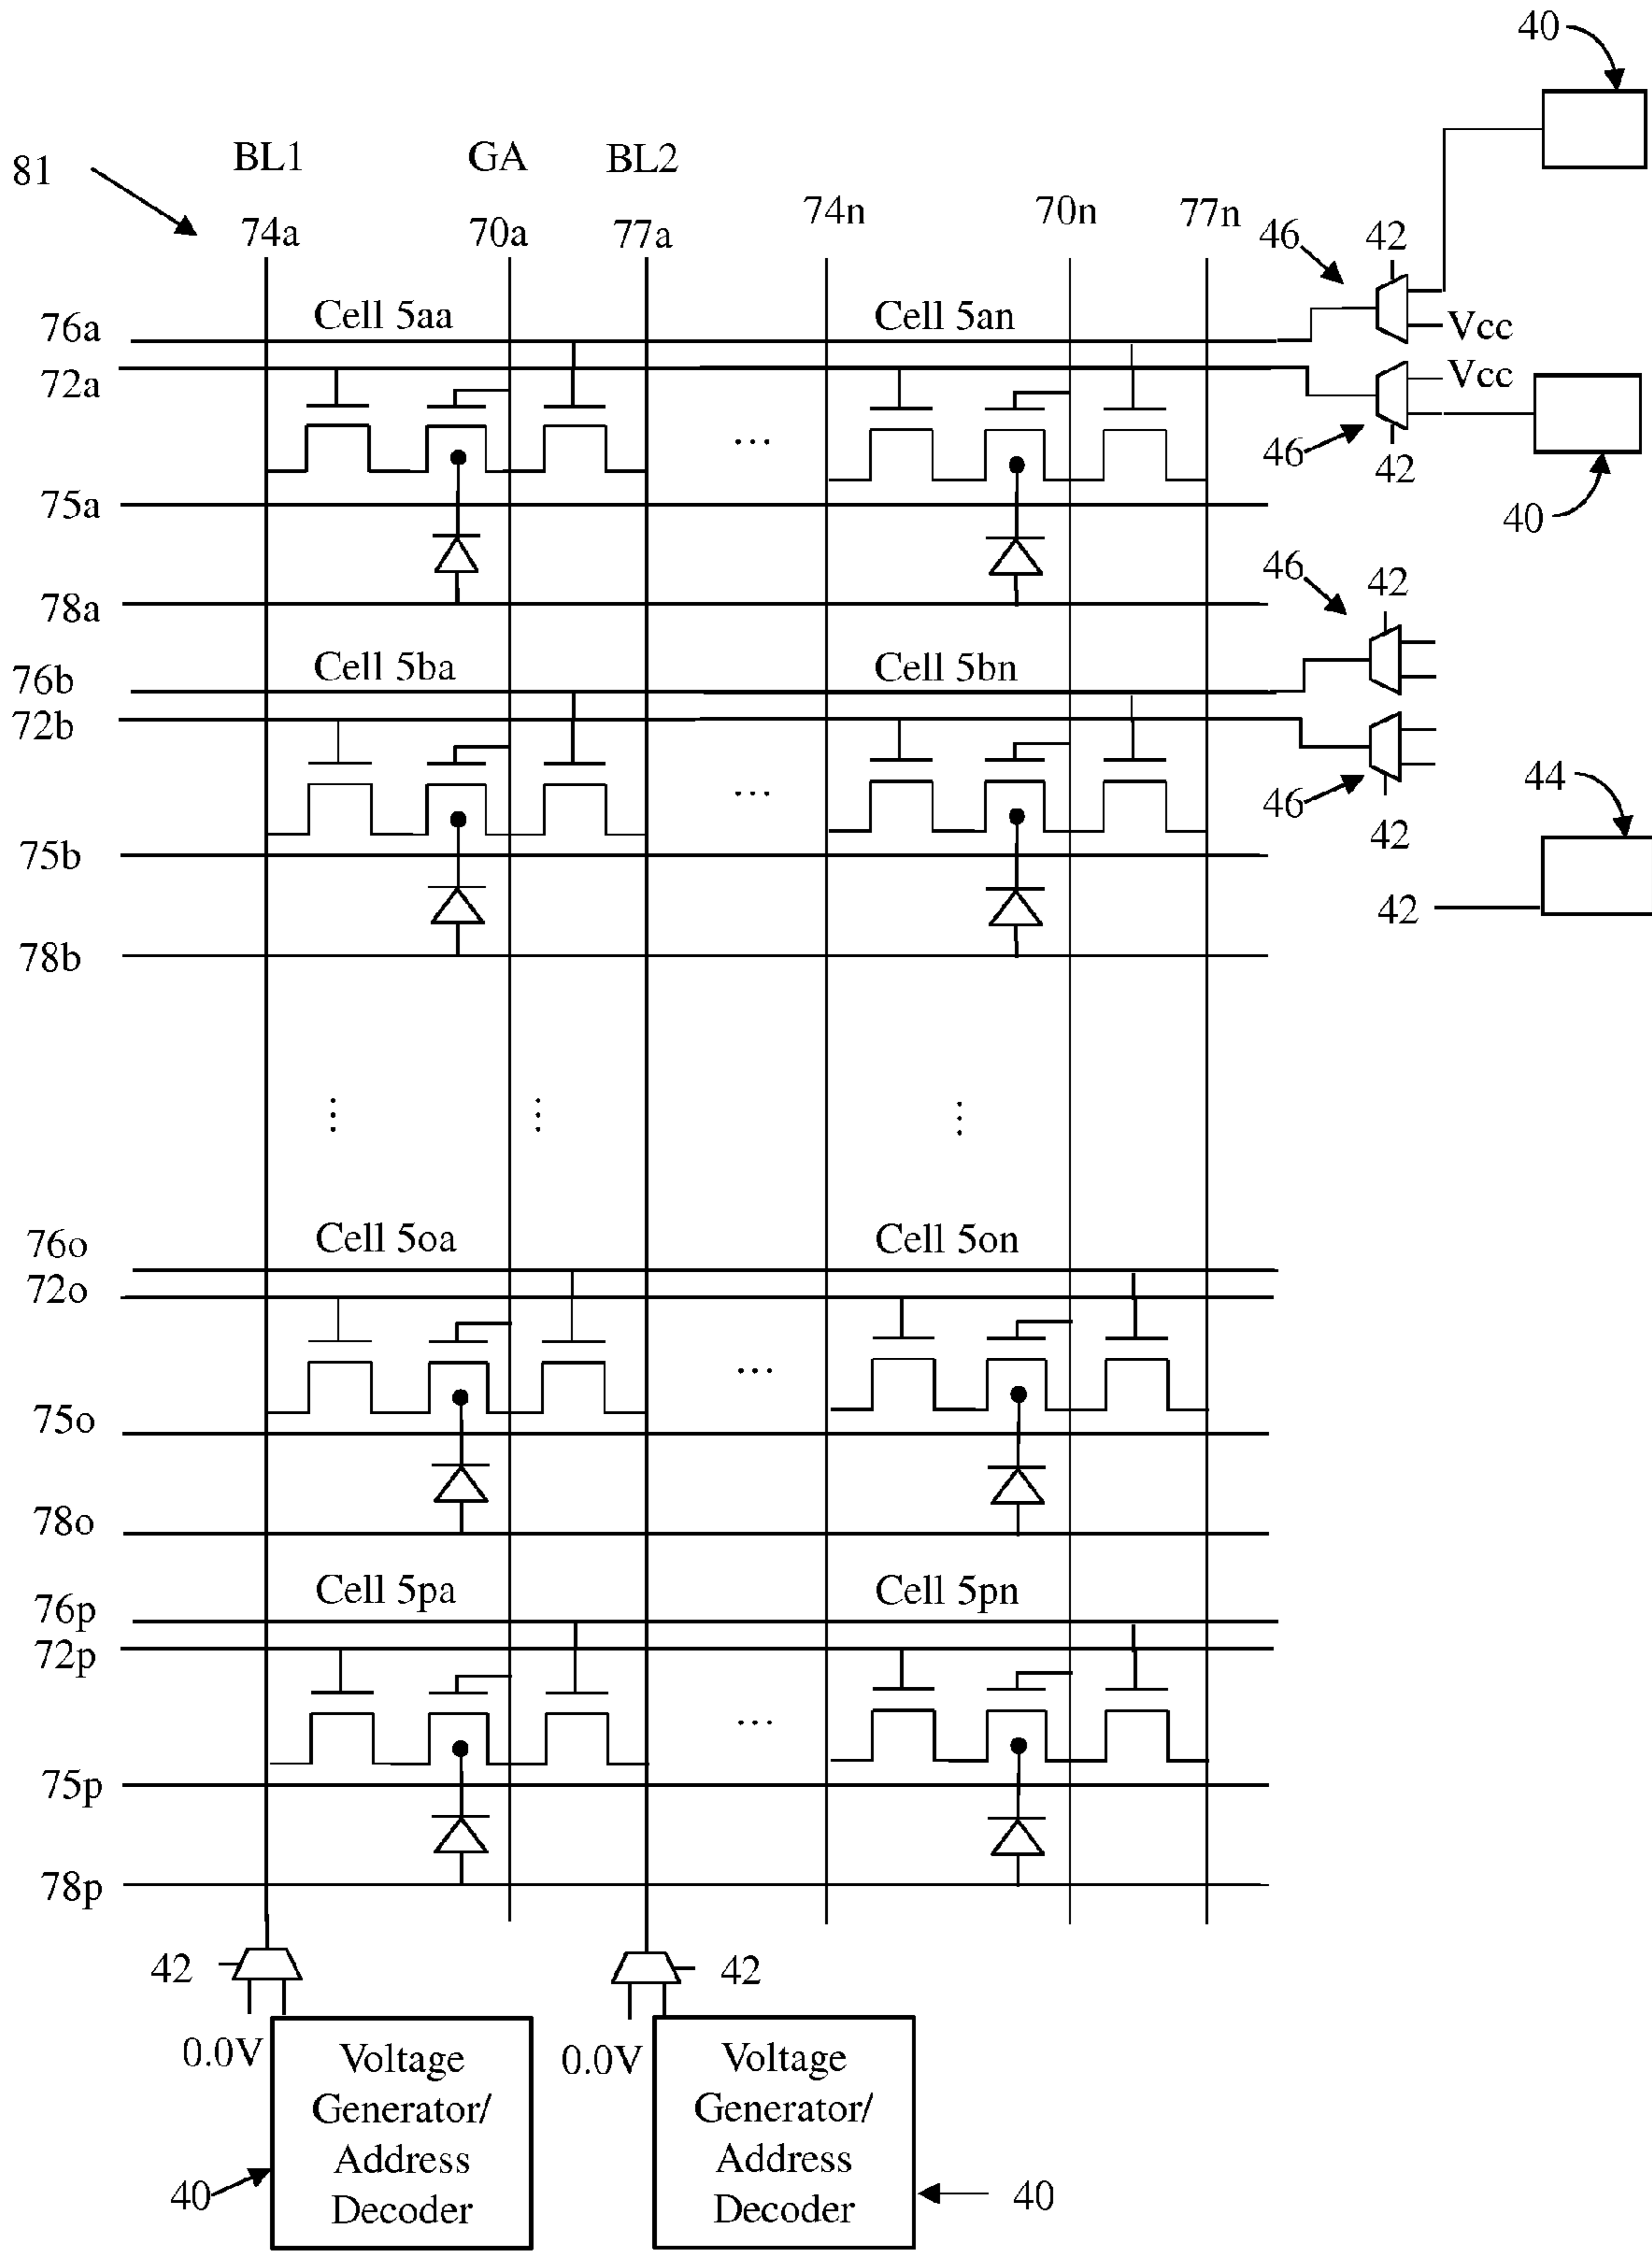 40
81
BL1 GA BL2
74a 70a 77a 74n 70n 77n
46 42
76a Cell 5aa Cell 5an
Vcc
72a
Vcc
46 42
75a
40
78a
46 42
76b Cell 5ba Cell 5bn
72b
46
44
42
75b
42
78b
⋮ ⋮ ⋮
76o Cell 5oa Cell 5on
72o
...
75o
78o
76p Cell 5pa Cell 5pn
72p
...
75p
78p
42 42
0.0V 0.0V
Voltage
Generator/
Address
Decoder
Voltage
Generator/
Address
Decoder
40 40